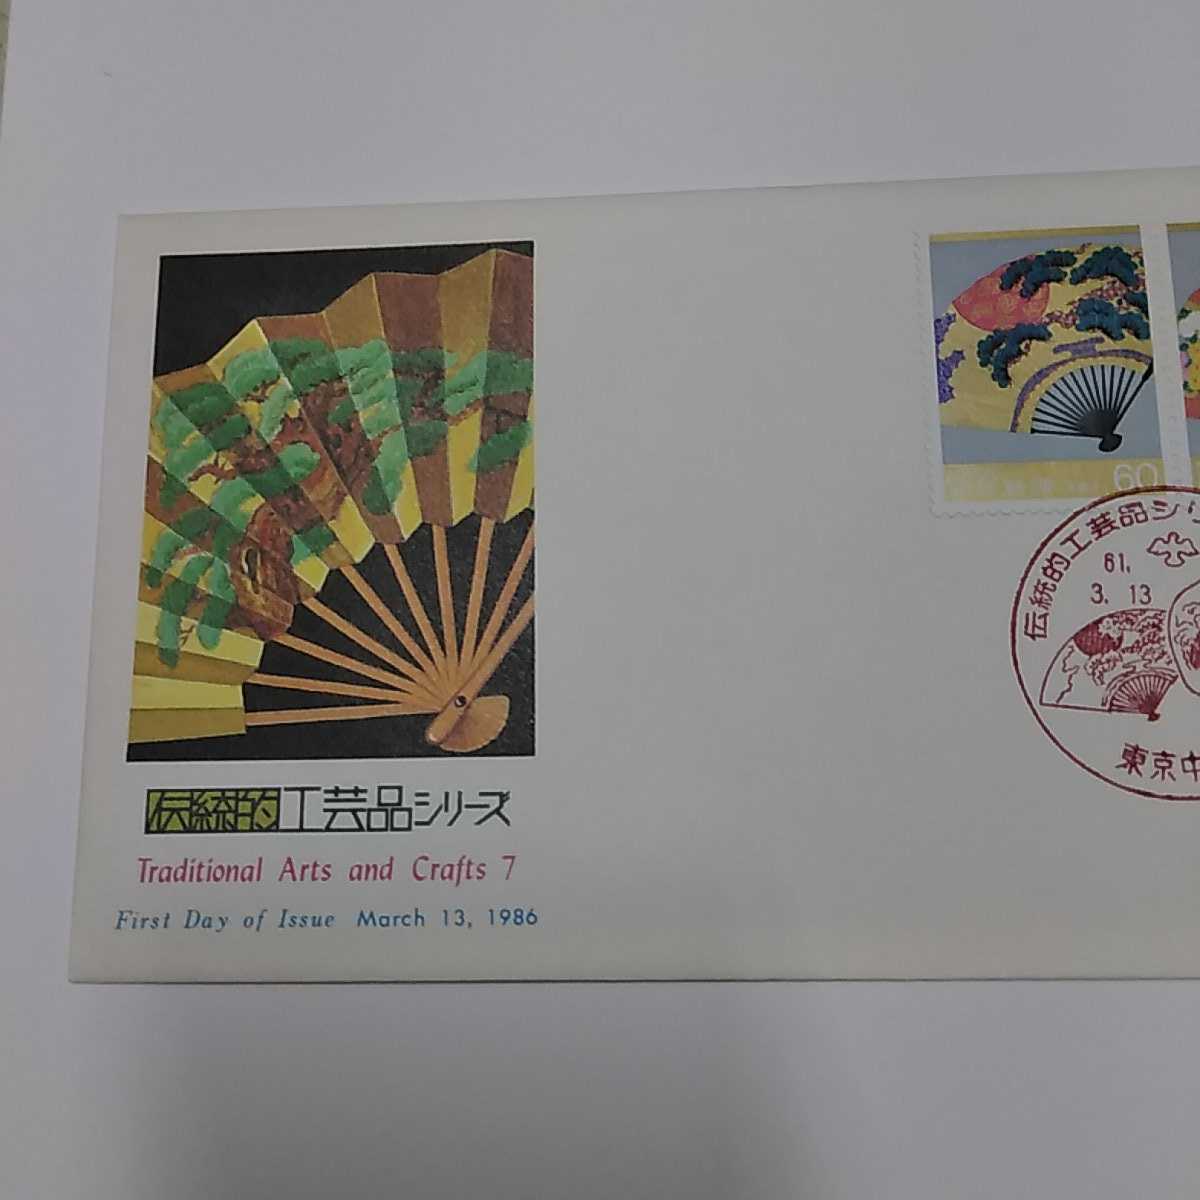 60
伝統的工芸品シリ
61.
3. 13
東京中
伝統的工芸品シリーズ
Traditional Arts and Crafts 7
First Day of Issue March 13, 1986